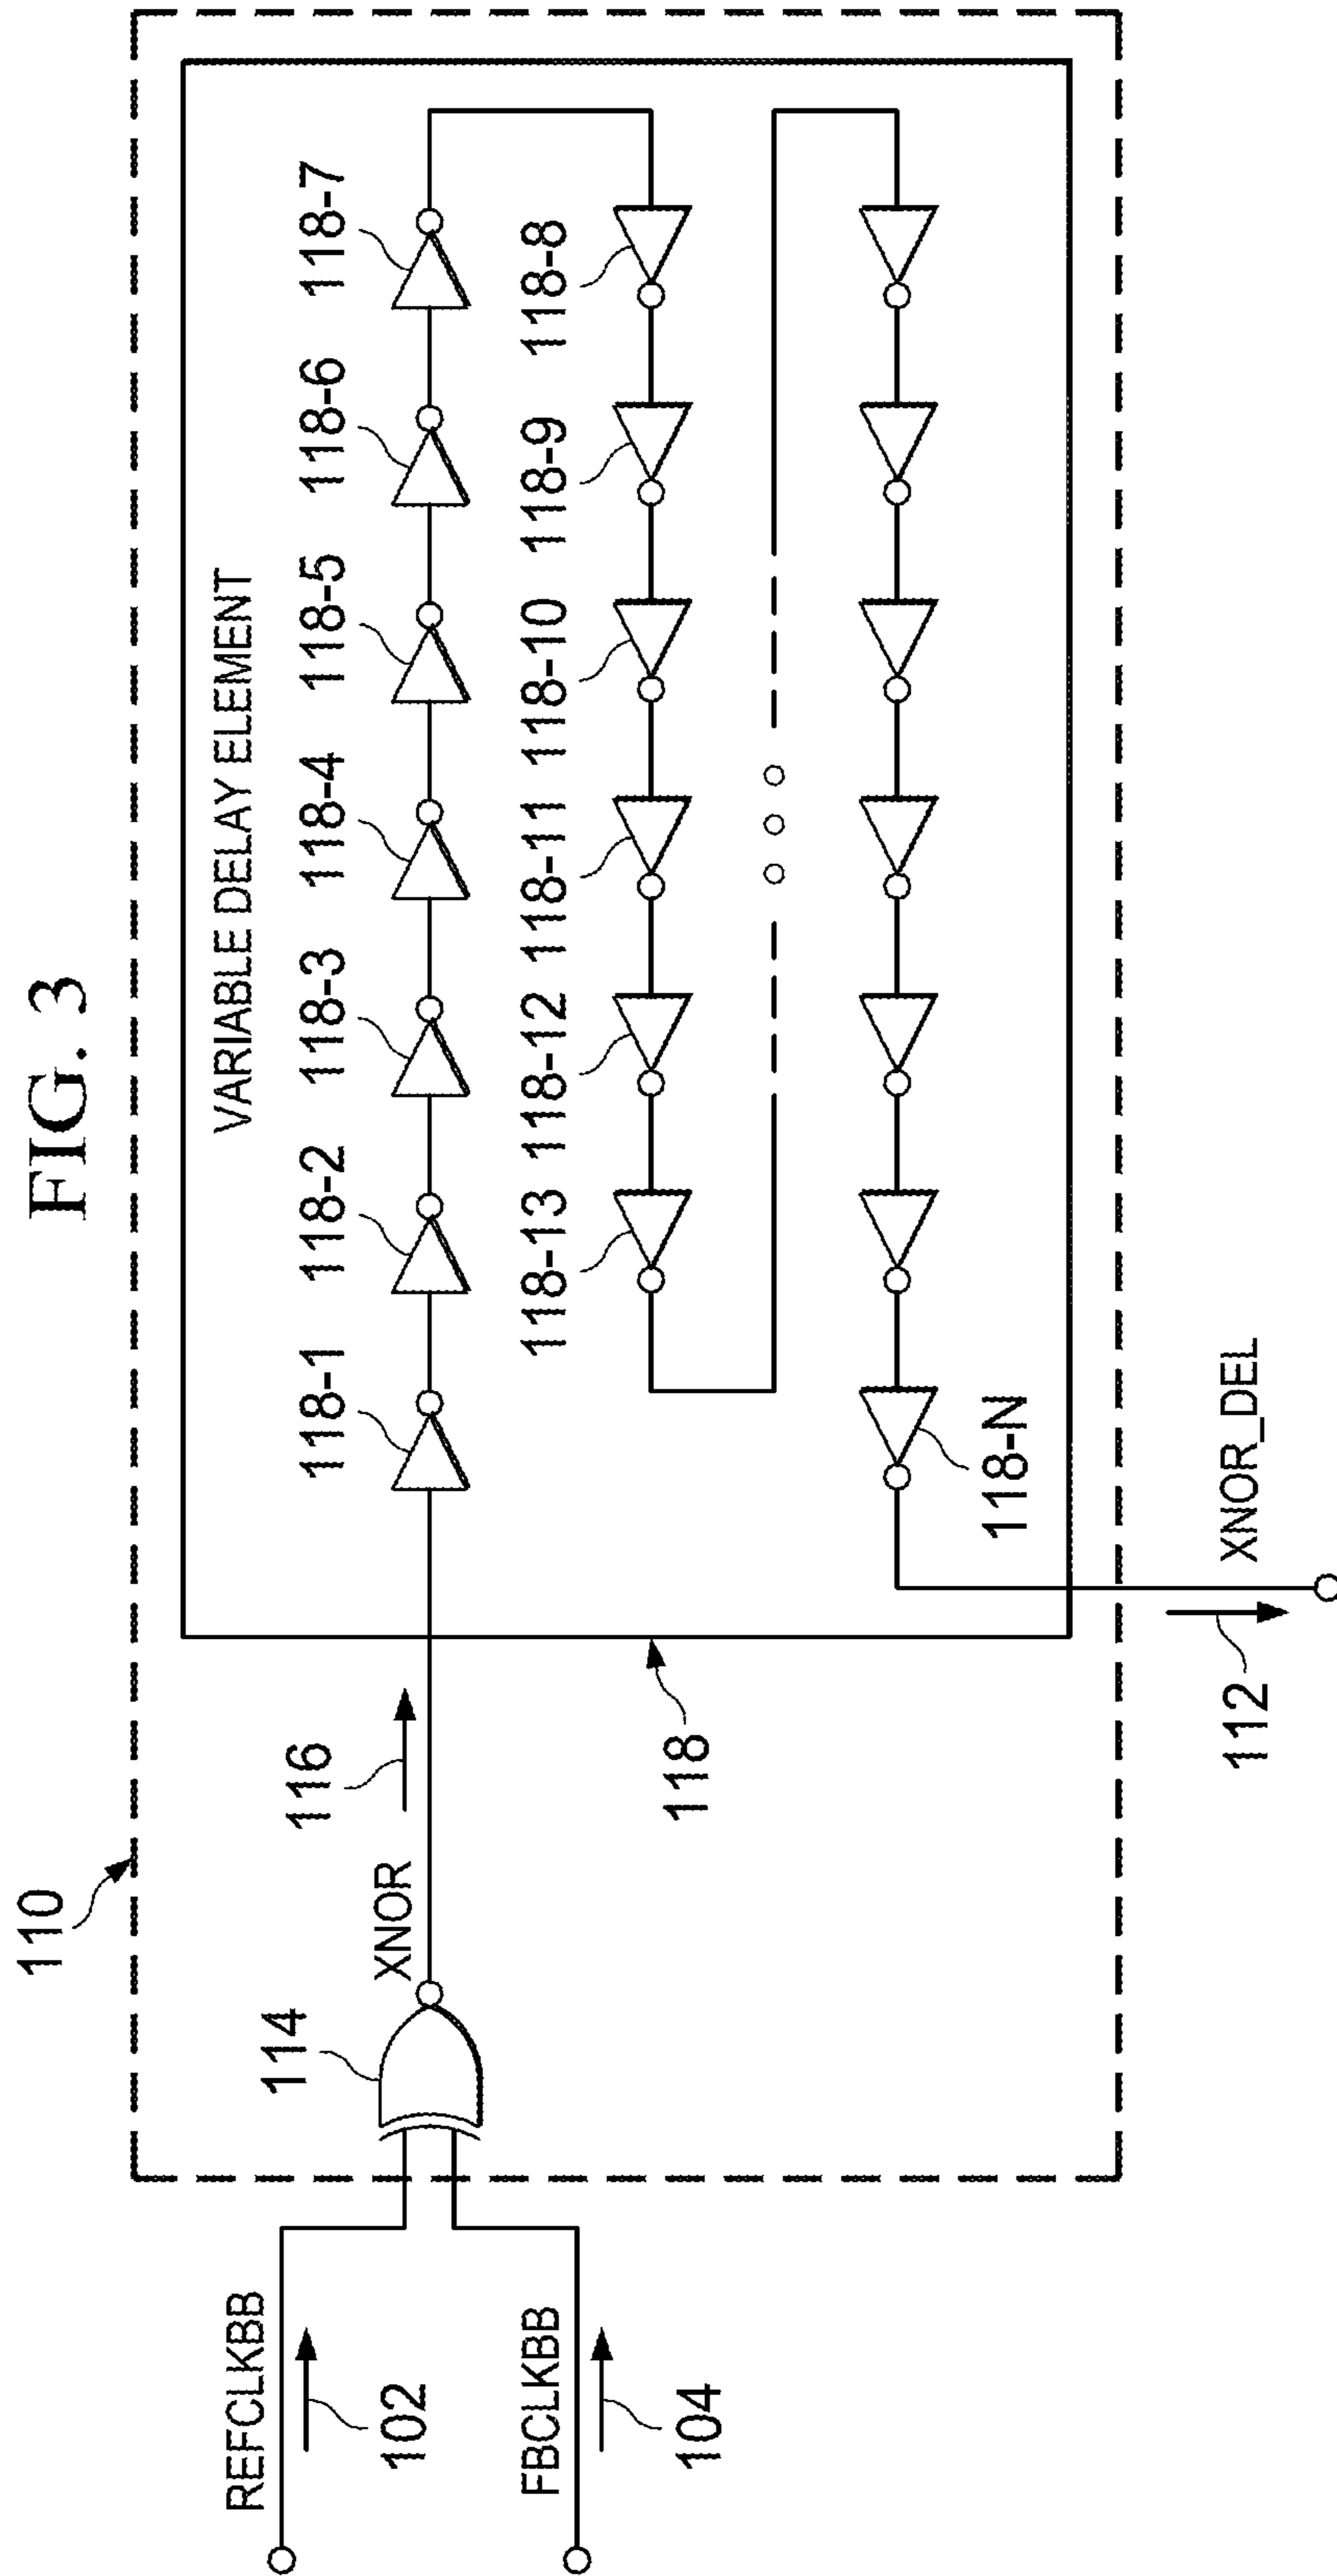 FIG. 3
110
VARIABLE DELAY ELEMENT
118-1
118-2
118-3
118-4
118-5
118-6
118-7
118-13
118-12
118-11
118-10
118-9
118-8
118-N
REFCLKBB
102
FBCLKBB
104
114
XNOR
116
118
112
XNOR_DEL